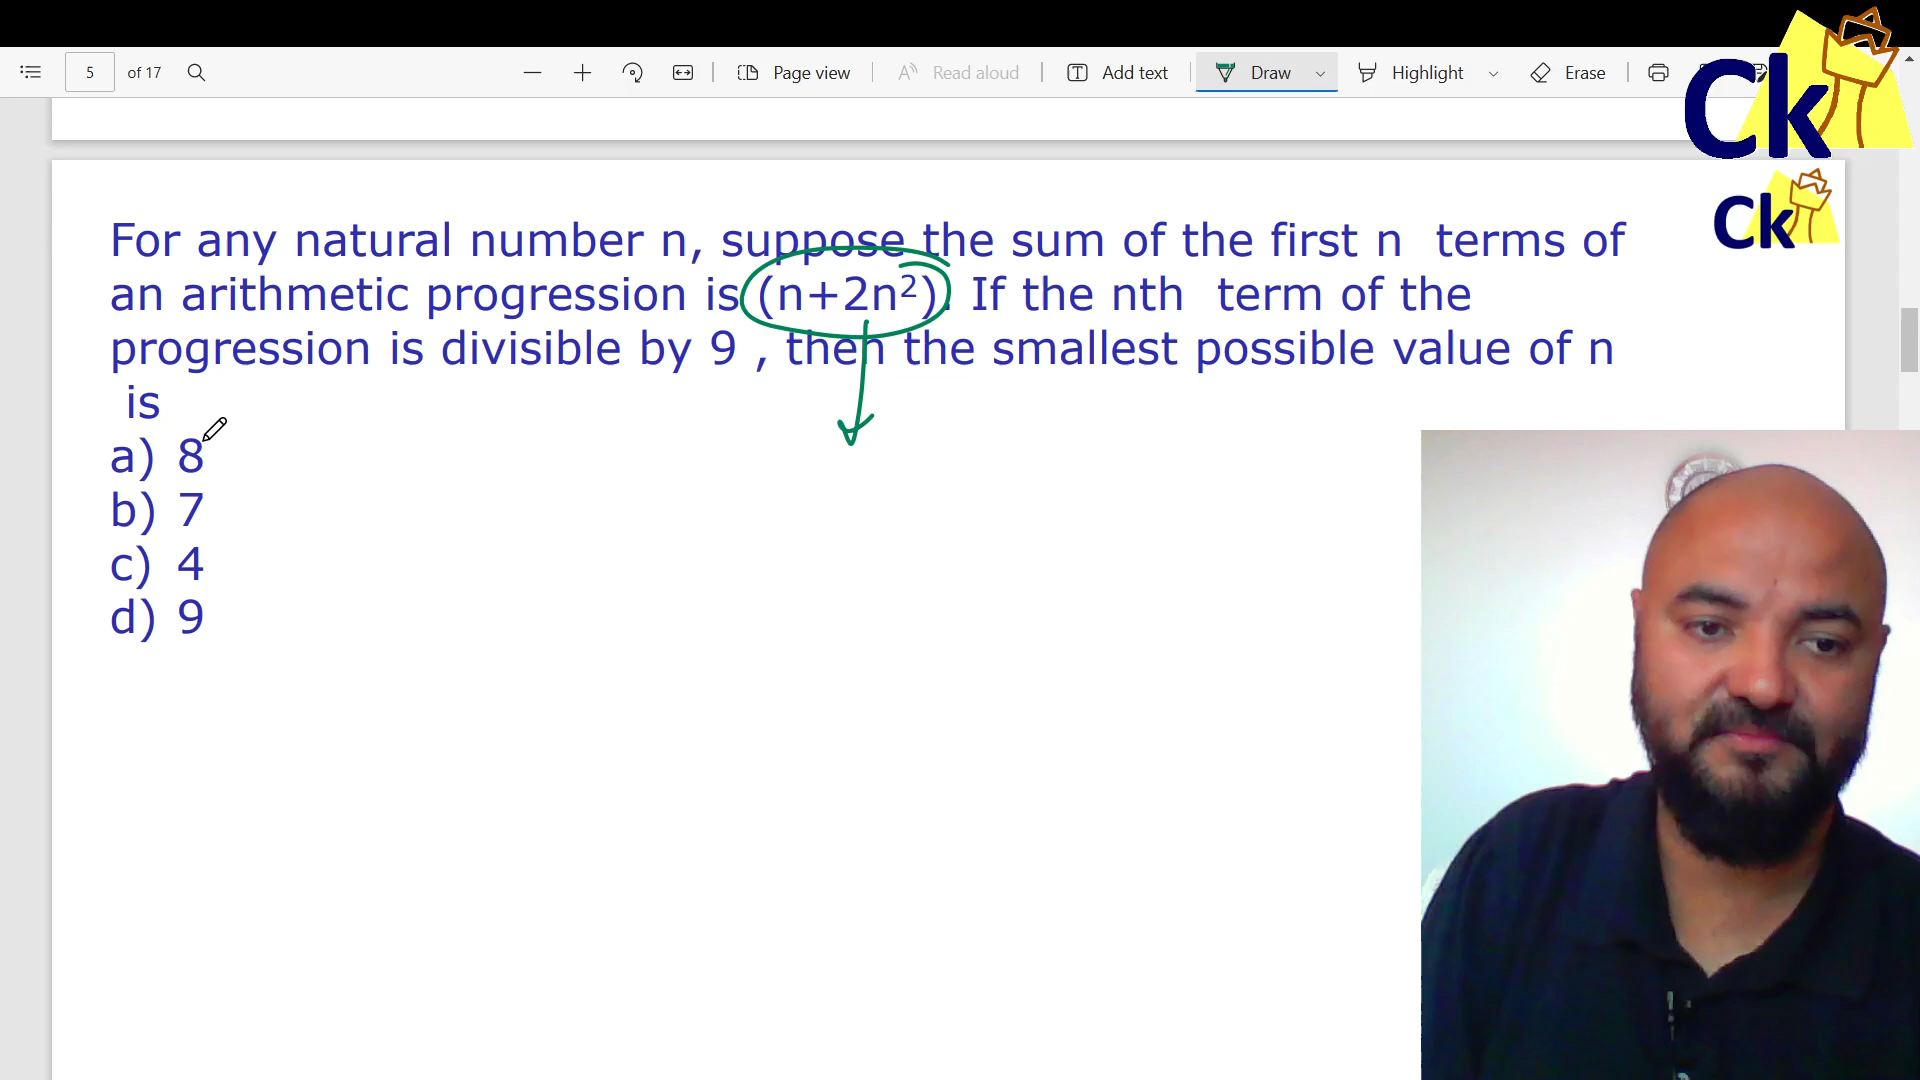 5 of 17 Page view Read aloud Add text Draw Highlight Erase
Ck
Ck
For any natural number n, suppose the sum of the first n terms of
an arithmetic progression is (n+2n²). If the nth term of the
progression is divisible by 9 , then the smallest possible value of n
is
a) 8
b) 7
c) 4
d) 9